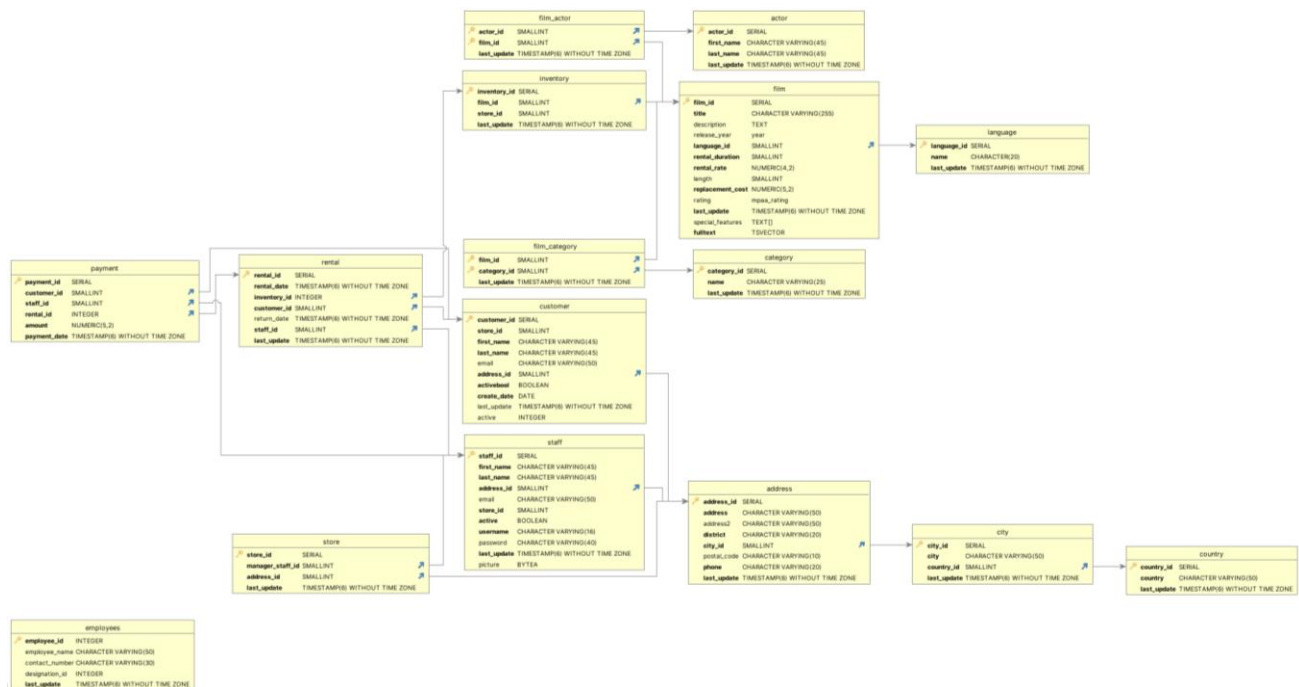 film_actor
actor_id SMALLINT
film_id SMALLINT
last_update TIMESTAMP(6) WITHOUT TIME ZONE
actor
actor_id SERIAL
first_name CHARACTER VARYING(45)
last_name CHARACTER VARYING(45)
last_update TIMESTAMP(6) WITHOUT TIME ZONE
inventory
inventory_id SERIAL
film_id SMALLINT
store_id SMALLINT
last_update TIMESTAMP(6) WITHOUT TIME ZONE
film
film_id SERIAL
title CHARACTER VARYING(255)
description TEXT
release_year year
language_id SMALLINT
rental_duration SMALLINT
rental_rate NUMERIC(4,2)
length SMALLINT
replacement_cost NUMERIC(5,2)
rating mpaa_rating
last_update TIMESTAMP(6) WITHOUT TIME ZONE
special_features TEXT[]
fulltext TSVECTOR
language
language_id SERIAL
name CHARACTER(20)
last_update TIMESTAMP(6) WITHOUT TIME ZONE
film_category
film_id SMALLINT
category_id SMALLINT
last_update TIMESTAMP(6) WITHOUT TIME ZONE
category
category_id SERIAL
name CHARACTER VARYING(25)
last_update TIMESTAMP(6) WITHOUT TIME ZONE
payment
payment_id SERIAL
customer_id SMALLINT
staff_id SMALLINT
rental_id INTEGER
amount NUMERIC(5,2)
payment_date TIMESTAMP(6) WITHOUT TIME ZONE
rental
rental_id SERIAL
rental_date TIMESTAMP(6) WITHOUT TIME ZONE
inventory_id INTEGER
customer_id SMALLINT
return_date TIMESTAMP(6) WITHOUT TIME ZONE
staff_id SMALLINT
last_update TIMESTAMP(6) WITHOUT TIME ZONE
customer
customer_id SERIAL
store_id SMALLINT
first_name CHARACTER VARYING(45)
last_name CHARACTER VARYING(45)
email CHARACTER VARYING(50)
address_id SMALLINT
activebool BOOLEAN
create_date DATE
last_update TIMESTAMP(6) WITHOUT TIME ZONE
active INTEGER
staff
staff_id SERIAL
first_name CHARACTER VARYING(45)
last_name CHARACTER VARYING(45)
address_id SMALLINT
email CHARACTER VARYING(50)
store_id SMALLINT
active BOOLEAN
username CHARACTER VARYING(16)
password CHARACTER VARYING(40)
last_update TIMESTAMP(6) WITHOUT TIME ZONE
picture BYTEA
store
store_id SERIAL
manager_staff_id SMALLINT
address_id SMALLINT
last_update TIMESTAMP(6) WITHOUT TIME ZONE
address
address_id SERIAL
address CHARACTER VARYING(50)
address2 CHARACTER VARYING(50)
district CHARACTER VARYING(20)
city_id SMALLINT
postal_code CHARACTER VARYING(10)
phone CHARACTER VARYING(20)
last_update TIMESTAMP(6) WITHOUT TIME ZONE
city
city_id SERIAL
city CHARACTER VARYING(50)
country_id SMALLINT
last_update TIMESTAMP(6) WITHOUT TIME ZONE
country
country_id SERIAL
country CHARACTER VARYING(50)
last_update TIMESTAMP(6) WITHOUT TIME ZONE
employees
employee_id INTEGER
employee_name CHARACTER VARYING(50)
contact_number CHARACTER VARYING(30)
designation_id INTEGER
last_update TIMESTAMP(6) WITHOUT TIME ZONE